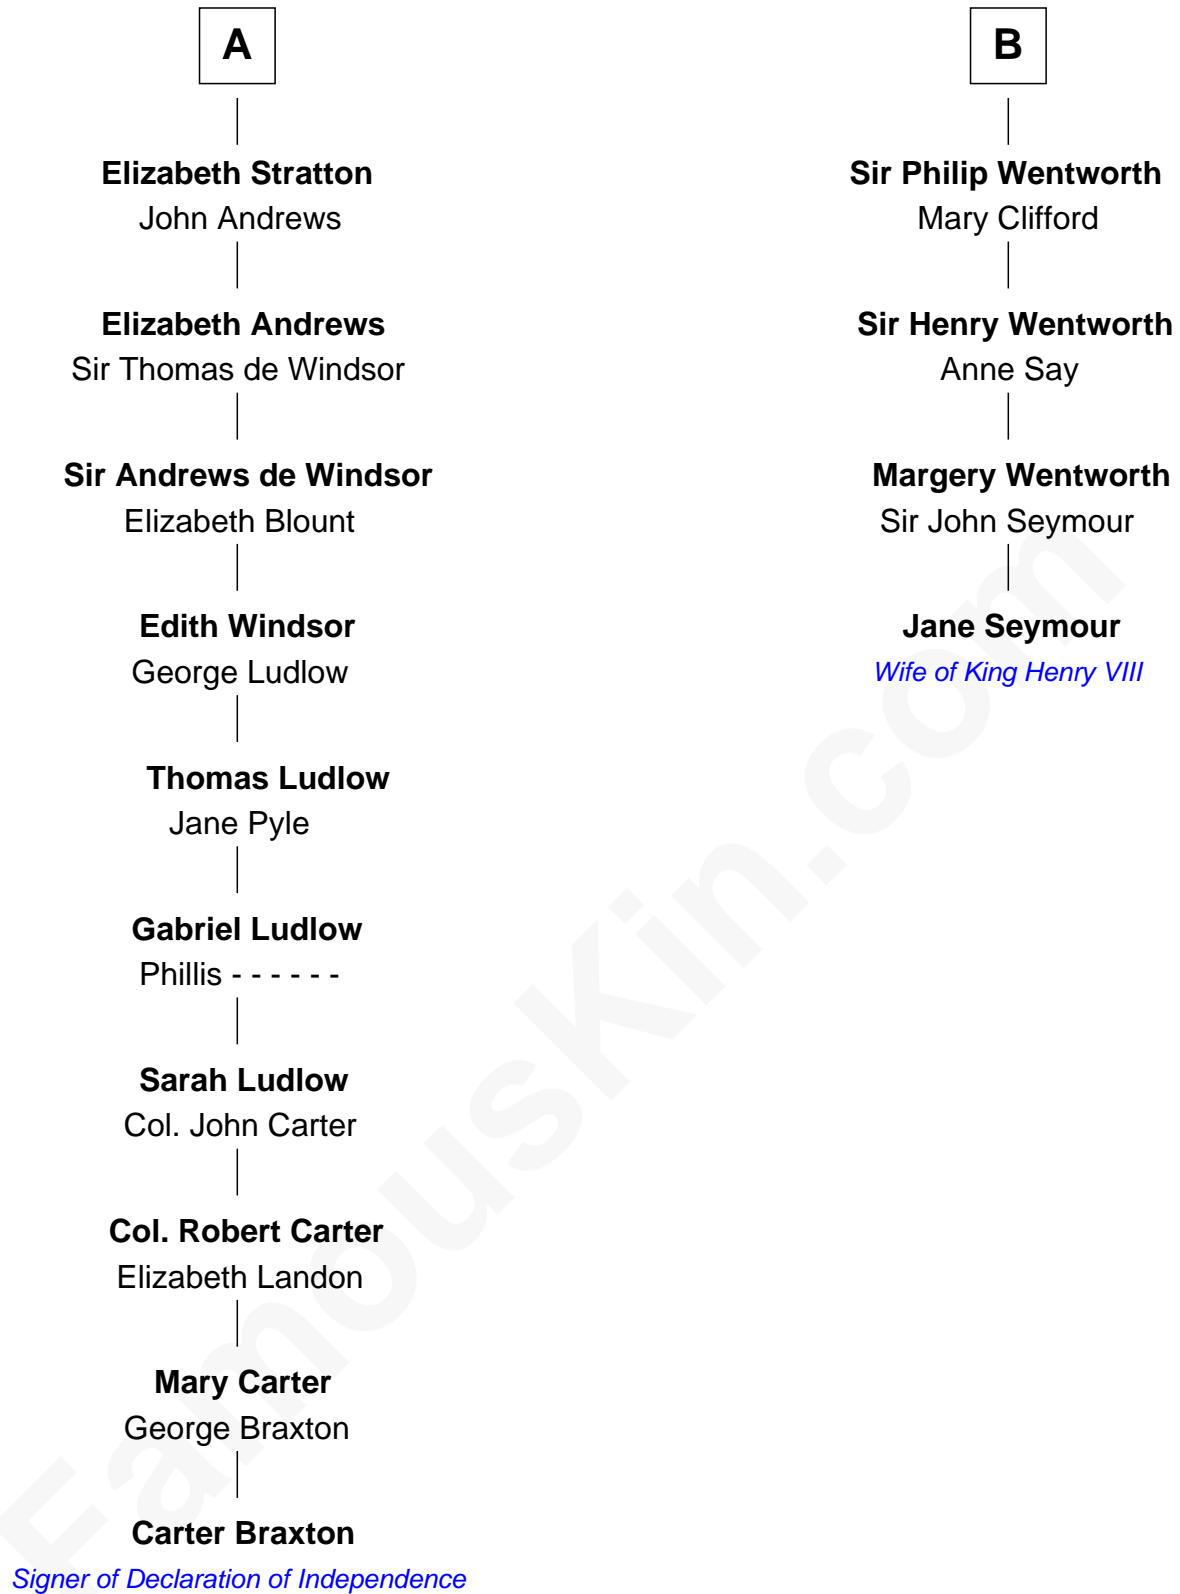 A
Elizabeth Stratton
John Andrews
Elizabeth Andrews
Sir Thomas de Windsor
Sir Andrews de Windsor
Elizabeth Blount
Edith Windsor
George Ludlow
Thomas Ludlow
Jane Pyle
Gabriel Ludlow
Phillis - - - - - -
Sarah Ludlow
Col. John Carter
Col. Robert Carter
Elizabeth Landon
Mary Carter
George Braxton
Carter Braxton
Signer of Declaration of Independence
B
Sir Philip Wentworth
Mary Clifford
Sir Henry Wentworth
Anne Say
Margery Wentworth
Sir John Seymour
Jane Seymour
Wife of King Henry VIII
FamousKin.com